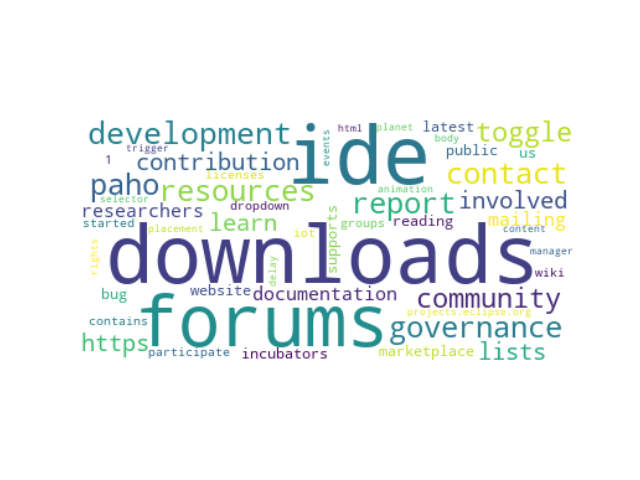 development ide html planet latest toggle
trigger events body public us
1 contribution contact
paho resources licenses animation report involved
selector researchers dropdown groups reading mailing
started learn supports iot content
placement downloads manager
rights delay wiki
bug website documentation community
contains forums projects.eclipse.org governance
https participate incubators marketplace lists